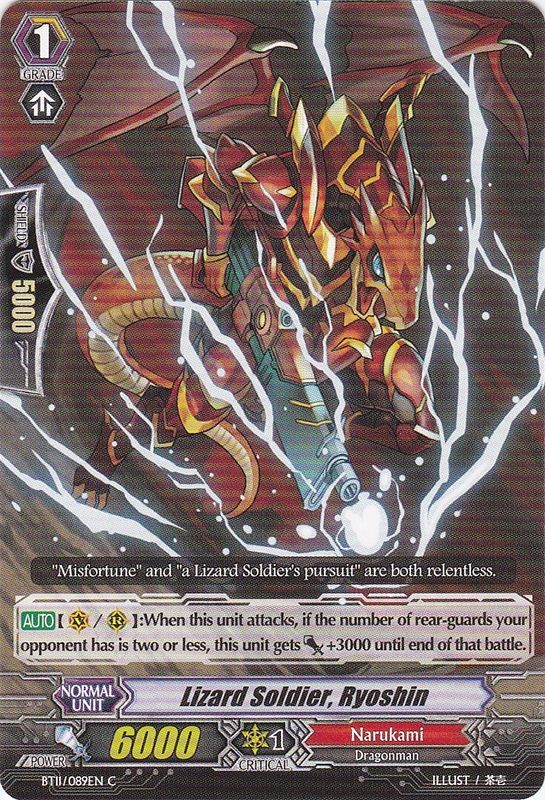 1
GRADE
SHIELD
5000
"Misfortune" and "a Lizard Soldier's pursuit" are both relentless.
AUTO【 V / R 】:When this unit attacks, if the number of rear-guards your
opponent has is two or less, this unit gets +3000 until end of that battle.
NORMAL
UNIT
Lizard Soldier, Ryoshin
POWER
6000
1
CRITICAL
Narukami
Dragonman
BT11/089EN C
ILLUST / 茶壱